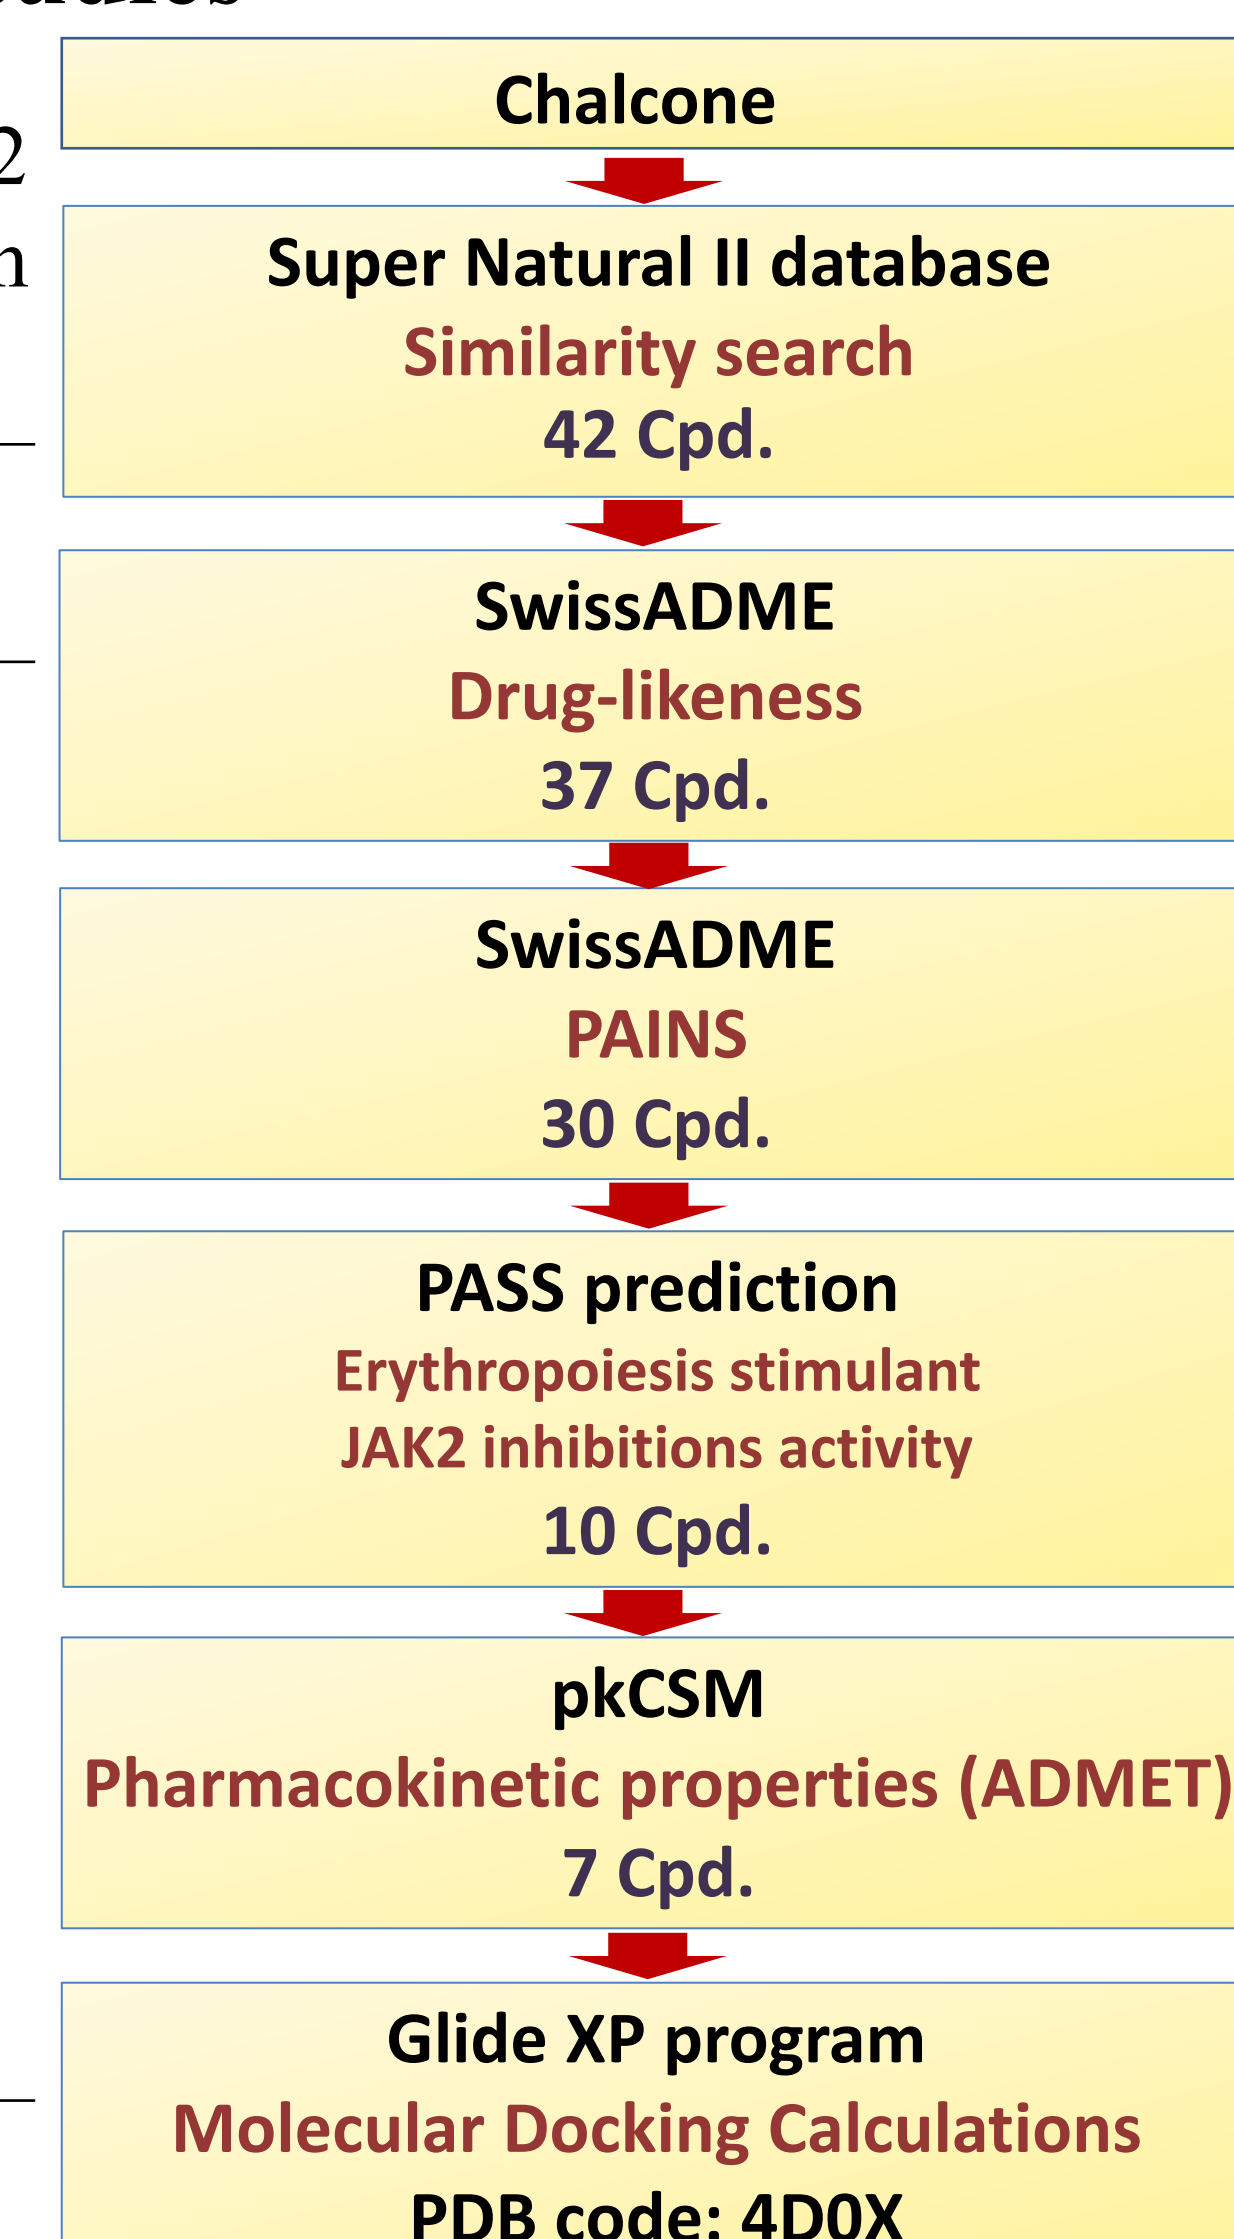 Chalcone
2
Super Natural II database
Similarity search
42 Cpd.
SwissADME
Drug-likeness
37 Cpd.
SwissADME
PAINS
30 Cpd.
PASS prediction
Erythropoiesis stimulant
JAK2 inhibitions activity
10 Cpd.
pkCSM
Pharmacokinetic properties (ADMET)
7 Cpd.
Glide XP program
Molecular Docking Calculations
PDB code: 4D0X